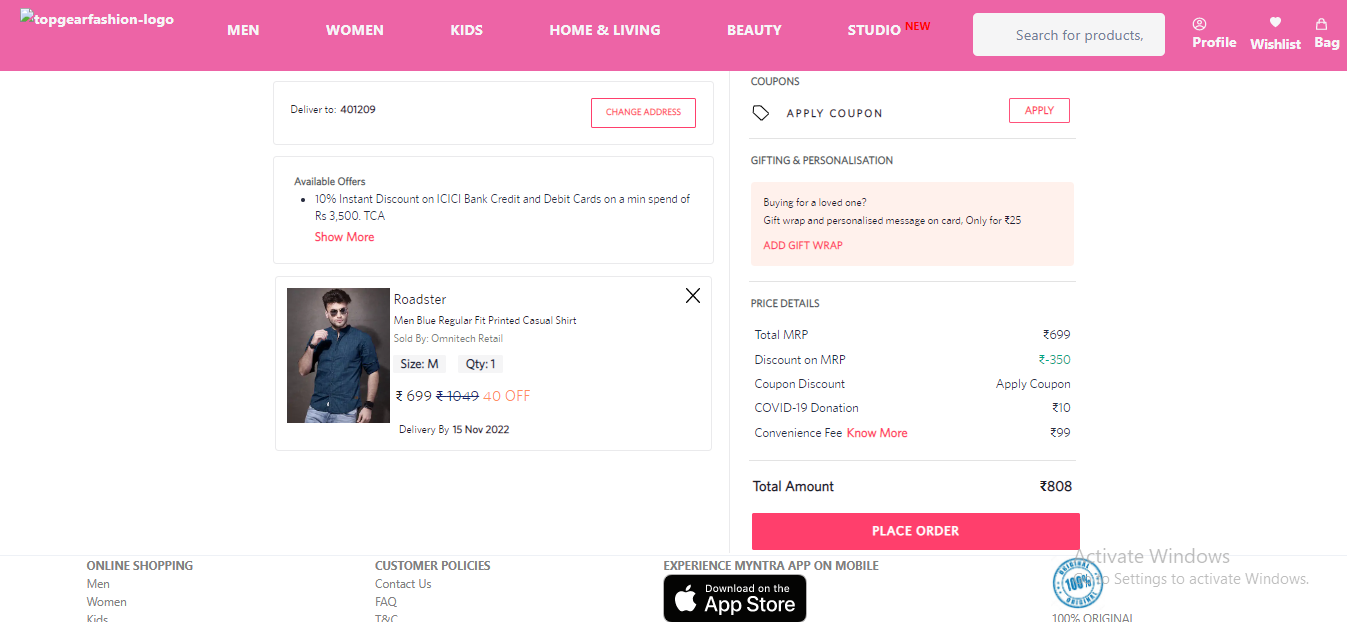 topgearfashion-logo
MEN
WOMEN
KIDS
HOME & LIVING
BEAUTY
STUDIO NEW
Search for products,
Profile
Wishlist
Bag
Deliver to: 401209
CHANGE ADDRESS
Available Offers
10% Instant Discount on ICICI Bank Credit and Debit Cards on a min spend of
Rs 3,500. TCA
Show More
Roadster
Men Blue Regular Fit Printed Casual Shirt
Sold By: Omnitech Retail
Size: M
Qty: 1
₹ 699 ₹ 1049 40 OFF
Delivery By 15 Nov 2022
COUPONS
APPLY COUPON
APPLY
GIFTING & PERSONALISATION
Buying for a loved one?
Gift wrap and personalised message on card, Only for ₹25
ADD GIFT WRAP
PRICE DETAILS
Total MRP ₹699
Discount on MRP ₹-350
Coupon Discount Apply Coupon
COVID-19 Donation ₹10
Convenience Fee Know More ₹99
Total Amount ₹808
PLACE ORDER
ONLINE SHOPPING
Men
Women
Kids
CUSTOMER POLICIES
Contact Us
FAQ
T&C
EXPERIENCE MYNTRA APP ON MOBILE
Download on the
App Store
ORIGINAL
100%
ORIGINAL
100% ORIGINAL
Activate Windows
to Settings to activate Windows.